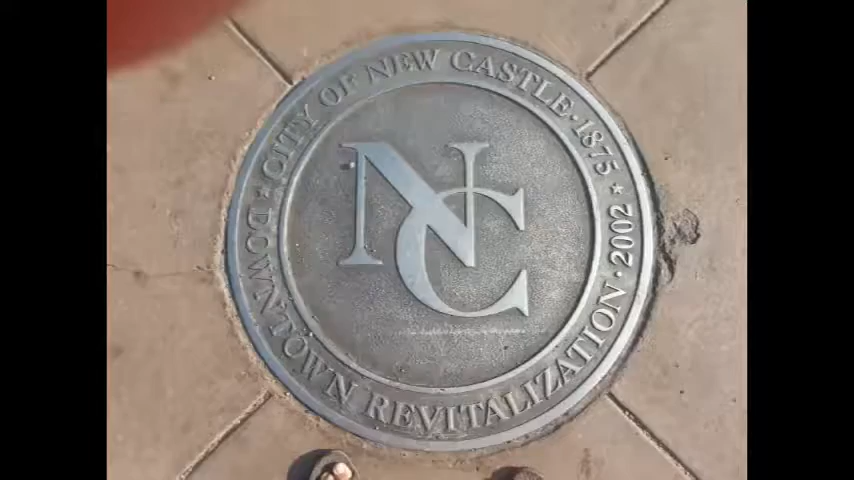 CITY OF NEW CASTLE · 1875
NC
DOWNTOWN REVITALIZATION · 2002